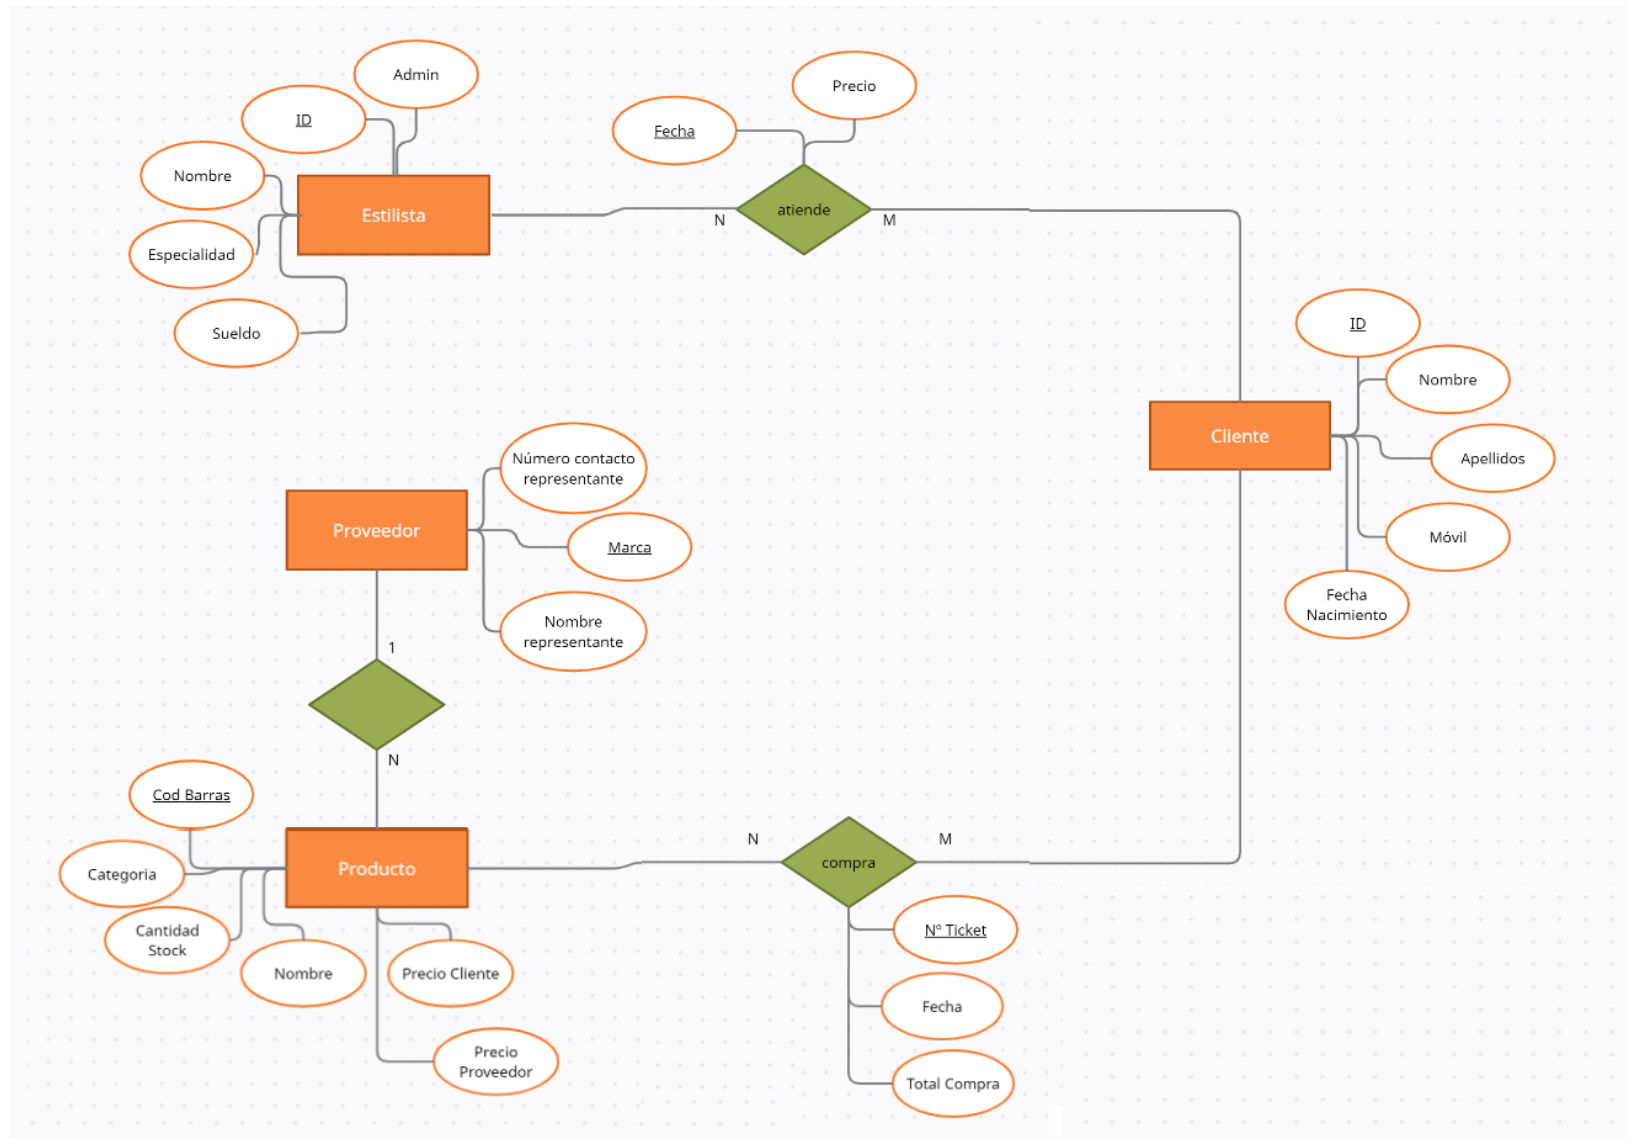 Admin
ID
Nombre
Especialidad
Sueldo
Estilista
Fecha
Precio
N
atiende
M
ID
Nombre
Apellidos
Móvil
Fecha
Nacimiento
Cliente
Número contacto
representante
Marca
Nombre
representante
Proveedor
1
N
Cod Barras
Categoria
Cantidad
Stock
Nombre
Precio Cliente
Precio
Proveedor
Producto
N
compra
M
Nº Ticket
Fecha
Total Compra